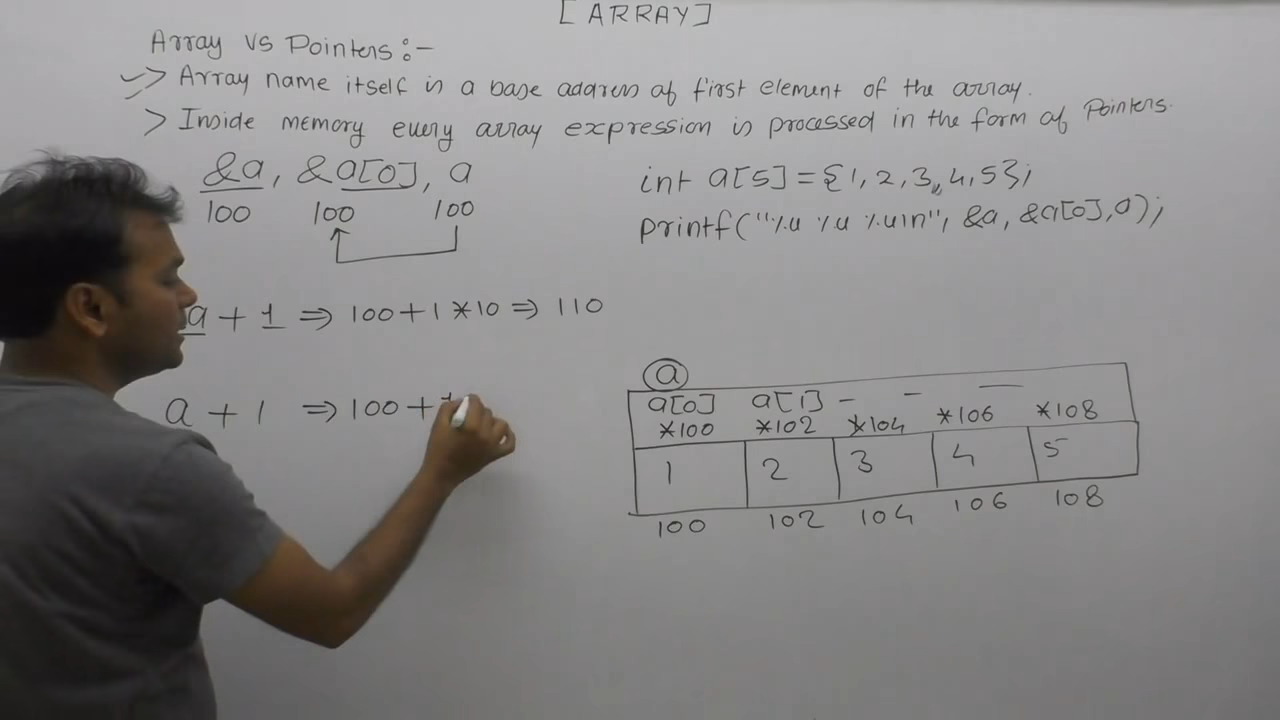 [ARRAY]
Array Vs Pointers:-
> Array name itself is a base address of first element of the array.
> Inside memory every array expression is processed in the form of Pointers.
&a, &a[0], a
100 100 100
int a[5] = {1, 2, 3, 4, 5};
printf("%u %u %u\n", &a, &a[0], a);
a + 1 ⇒ 100+1*10 ⇒ 110
a + 1 ⇒ 100+
a
a[0] a[1] - - —
*100 *102 *104 *106 *108
1 2 3 4 5
100 102 104 106 108